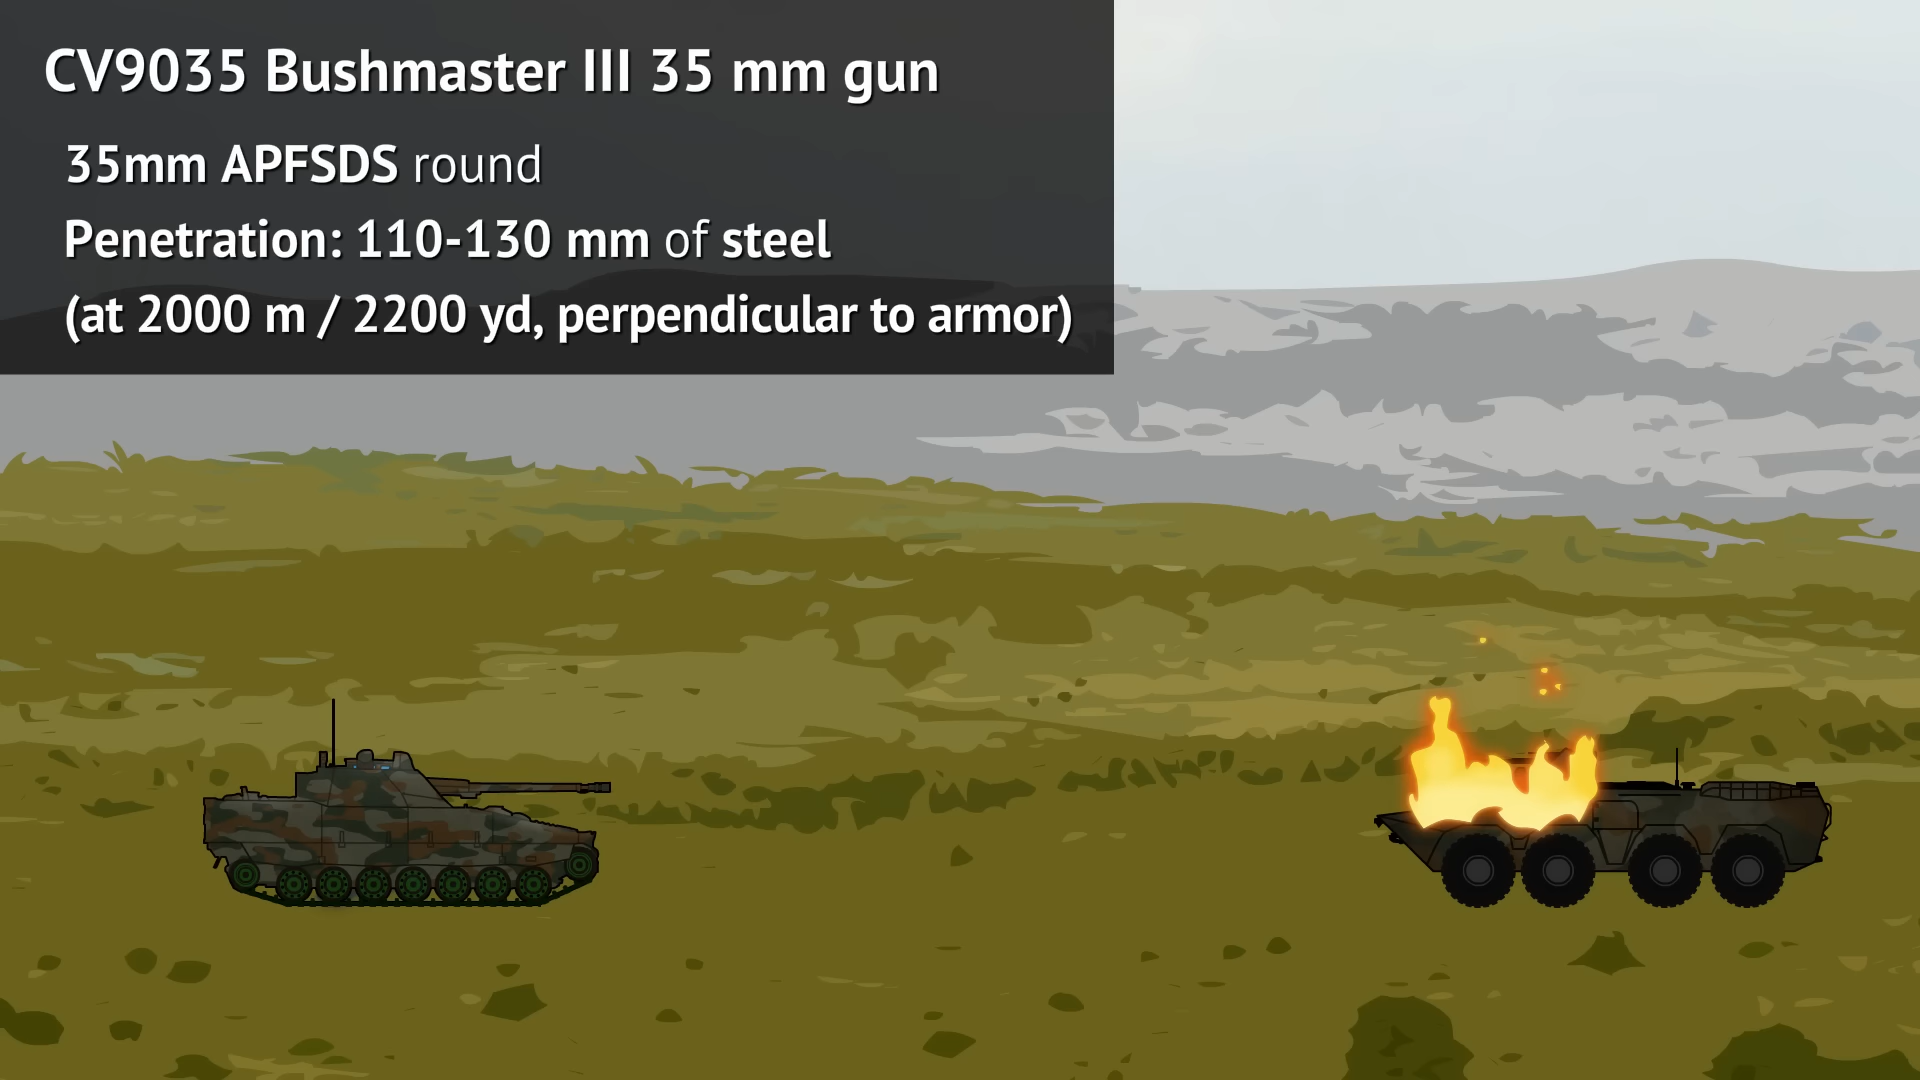 CV9035 Bushmaster III 35 mm gun
35mm APFSDS round
Penetration: 110-130 mm of steel
(at 2000 m / 2200 yd, perpendicular to armor)